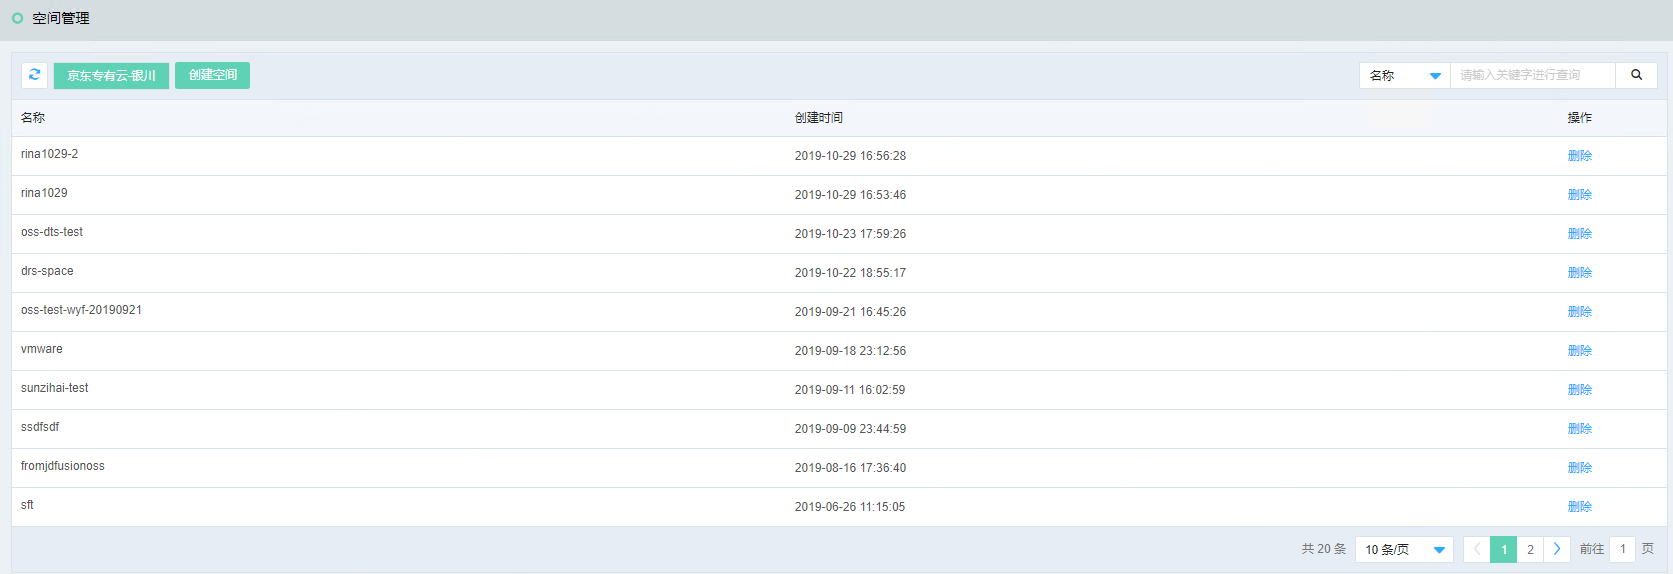 空间管理
京东专有云-银川 创建空间 名称 请输入关键字进行查询
名称 创建时间 操作
rina1029-2 2019-10-29 16:56:28 删除
rina1029 2019-10-29 16:53:46 删除
oss-dts-test 2019-10-23 17:59:26 删除
drs-space 2019-10-22 18:55:17 删除
oss-test-wyf-20190921 2019-09-21 16:45:26 删除
vmware 2019-09-18 23:12:56 删除
sunzihai-test 2019-09-11 16:02:59 删除
ssdfsdf 2019-09-09 23:44:59 删除
fromjdfusionoss 2019-08-16 17:36:40 删除
sft 2019-06-26 11:15:05 删除
共 20 条 10 条/页 1 2 前往 1 页